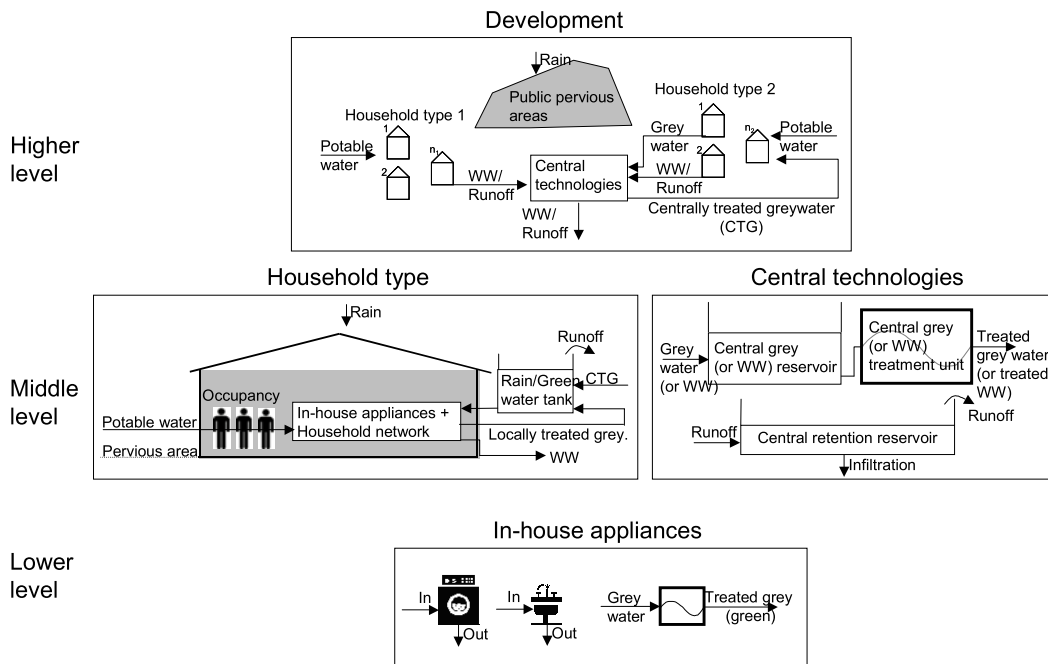 Development
Higher
level
Rain
Public pervious
areas
Household type 1
1
2
n1
Potable
water
WW/
Runoff
Central
technologies
WW/
Runoff
Household type 2
1
2
n2
Grey
water
WW/
Runoff
Potable
water
Centrally treated greywater
(CTG)
Middle
level
Household type
Rain
Occupancy
Potable water
Pervious area
In-house appliances +
Household network
Runoff
Rain/Green
water tank
CTG
Locally treated grey.
WW
Central technologies
Grey
water
(or WW)
Central grey
(or WW) reservoir
Central grey
(or WW)
treatment unit
Treated
grey water
(or treated
WW)
Runoff
Runoff
Central retention reservoir
Infiltration
Lower
level
In-house appliances
In
Out
In
Out
Grey
water
Treated grey
(green)